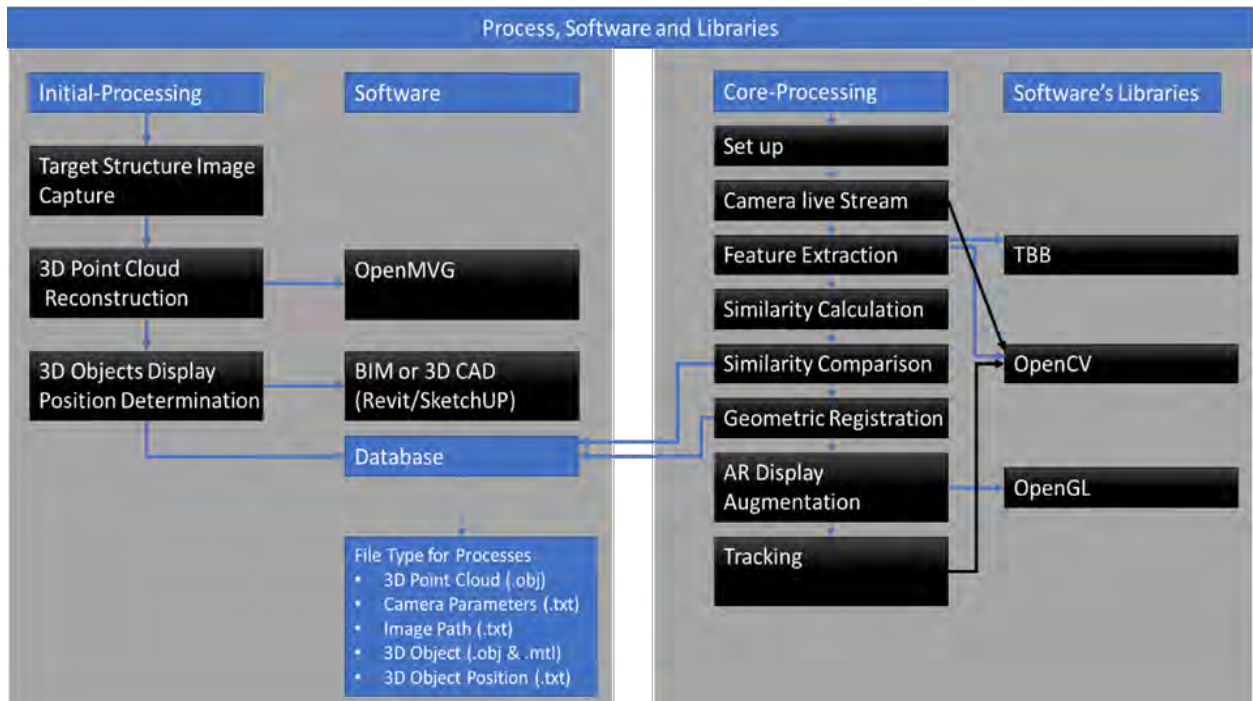 Process, Software and Libraries
Initial-Processing
Software
Target Structure Image
Capture
3D Point Cloud
Reconstruction
OpenMVG
3D Objects Display
Position Determination
BIM or 3D CAD
(Revit/SketchUP)
Database
File Type for Processes
• 3D Point Cloud (.obj)
• Camera Parameters (.txt)
• Image Path (.txt)
• 3D Object (.obj & .mtl)
• 3D Object Position (.txt)
Core-Processing
Software's Libraries
Set up
Camera live Stream
Feature Extraction
TBB
Similarity Calculation
Similarity Comparison
OpenCV
Geometric Registration
AR Display
Augmentation
OpenGL
Tracking